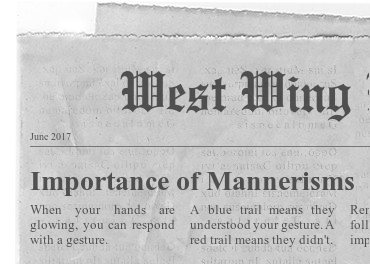 West Wing
June 2017
Importance of Mannerisms
When your hands are
glowing, you can respond
with a gesture.
A blue trail means they
understood your gesture. A
red trail means they didn't.